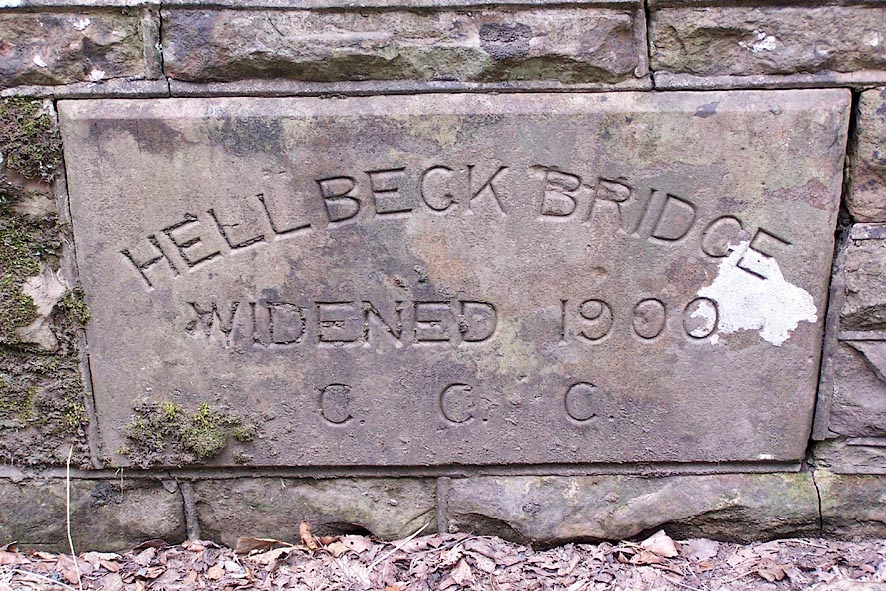 HELLBECK BRIDGE
WIDENED 1900
C. C. C.